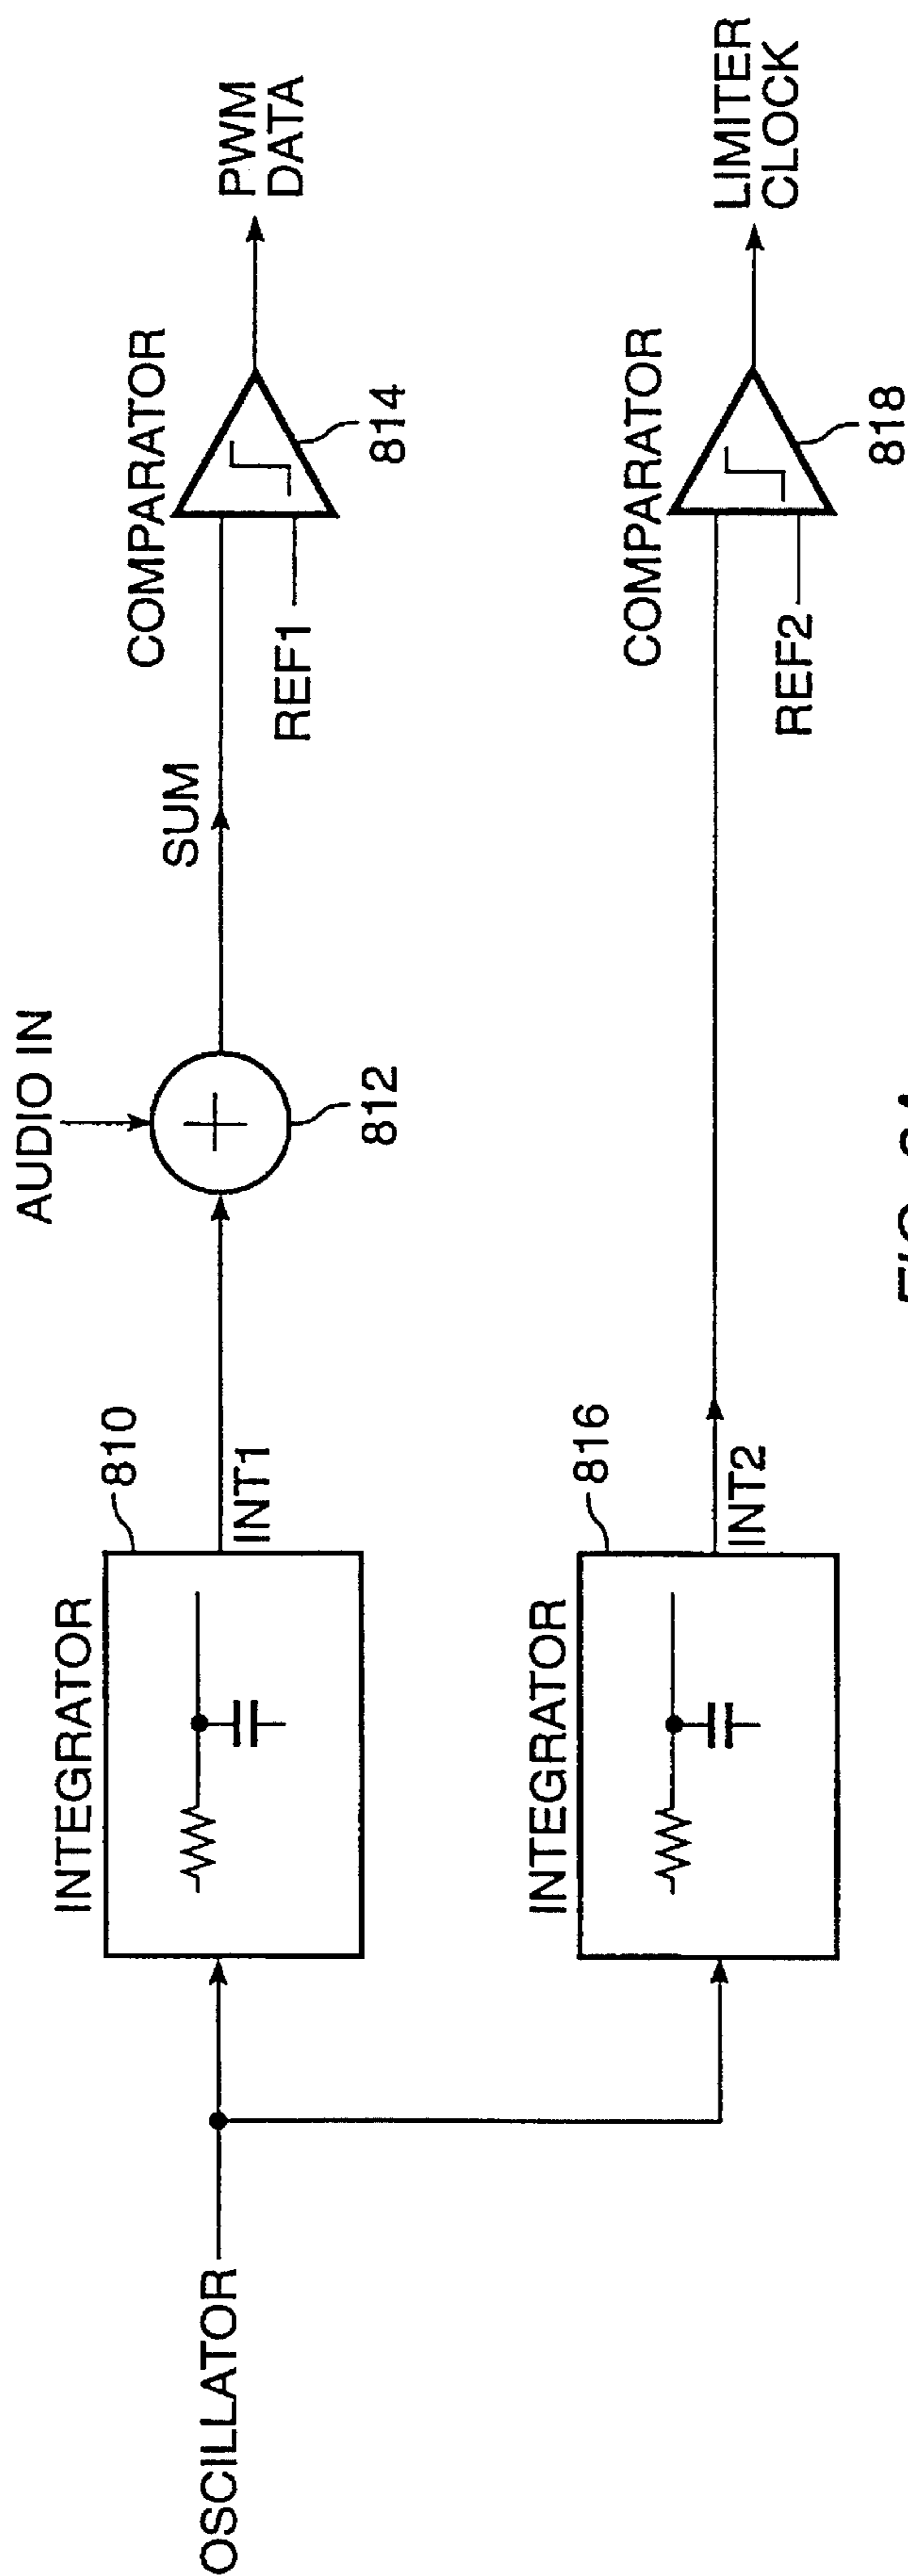 OSCILLATOR
INTEGRATOR
810
INT1
AUDIO IN
812
SUM
COMPARATOR
REF1
814
PWM
DATA
INTEGRATOR
816
INT2
COMPARATOR
REF2
818
LIMITER
CLOCK